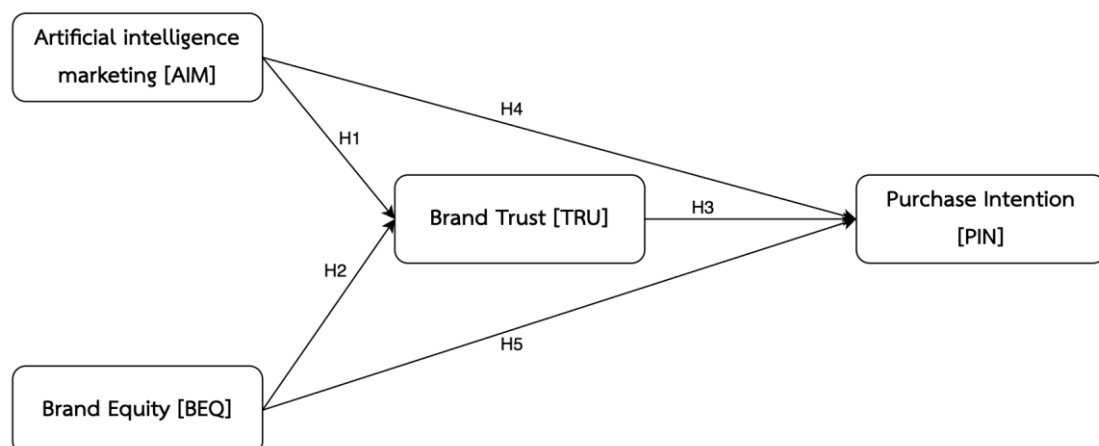 Artificial intelligence
marketing [AIM]
H4
H1
Brand Trust [TRU]
H3
Purchase Intention
[PIN]
H2
H5
Brand Equity [BEQ]